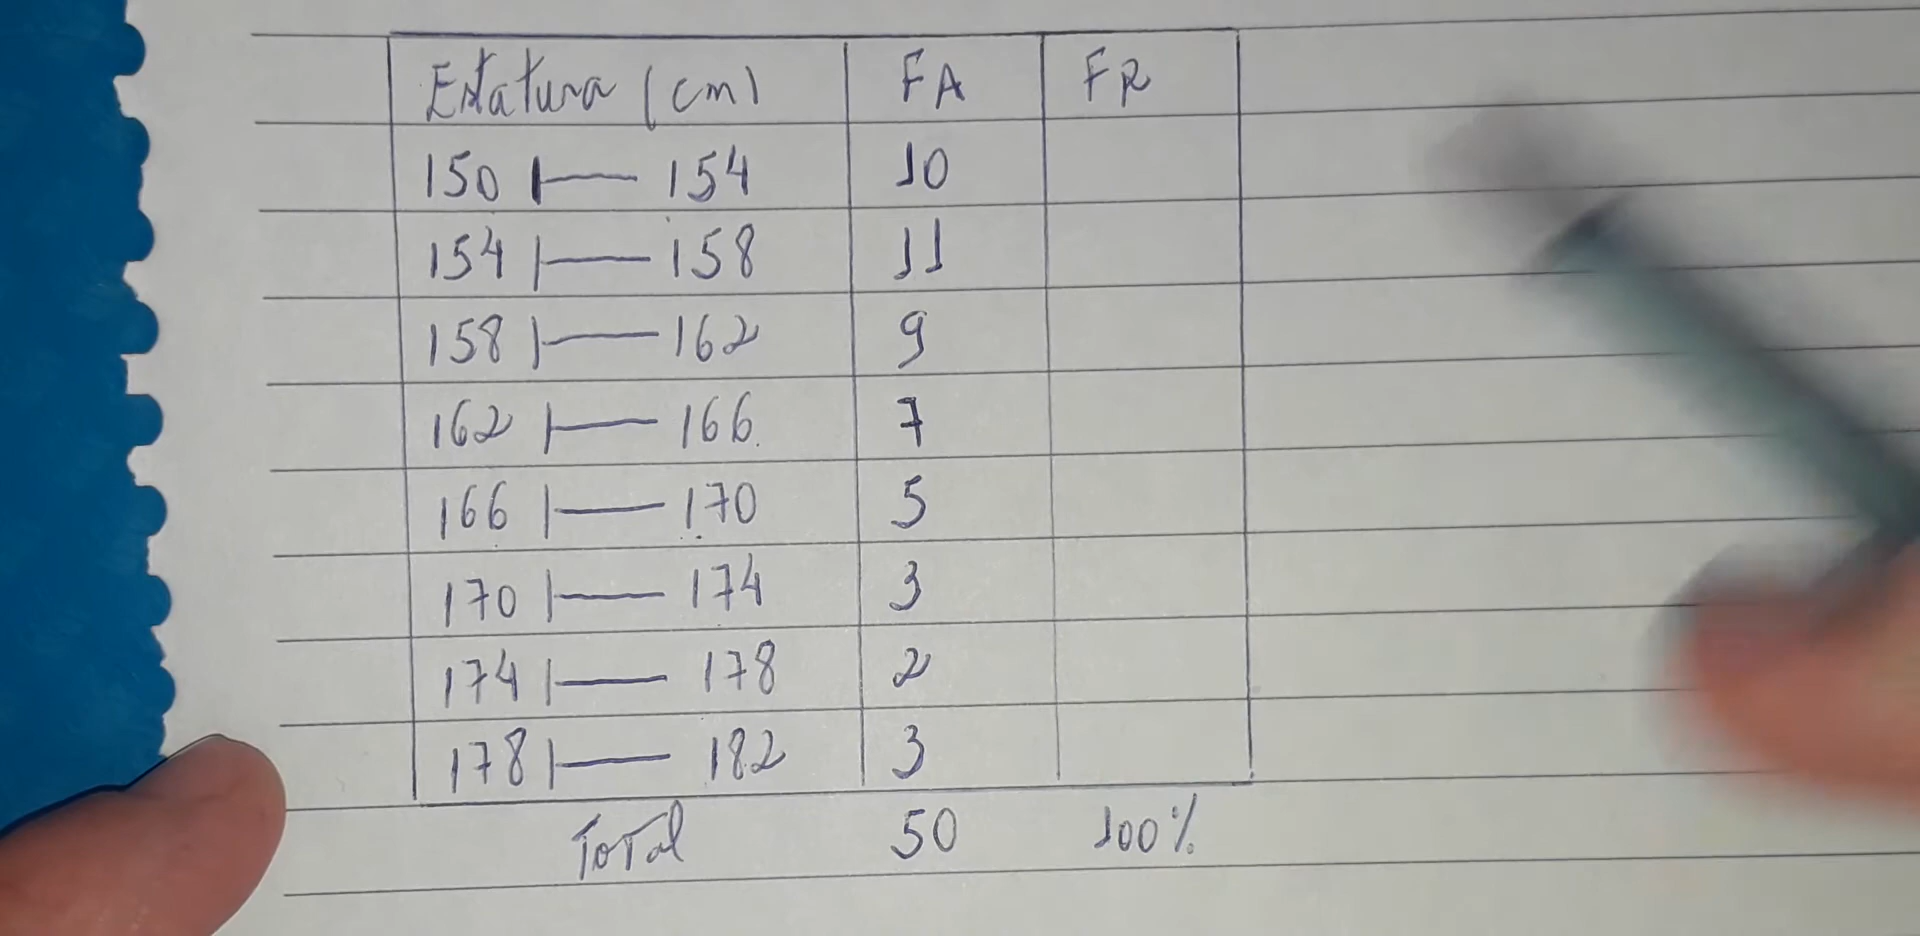 Estatura (cm) FA FR
150 |— 154 10
154 |— 158 11
158 |— 162 9
162 |— 166 7
166 |— 170 5
170 |— 174 3
174 |— 178 2
178 |— 182 3
Total 50 100%